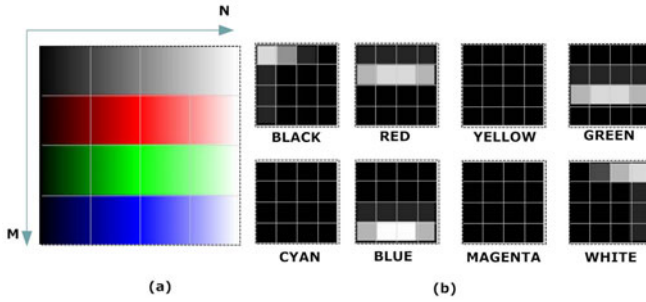 N
M
BLACK
RED
YELLOW
GREEN
CYAN
BLUE
MAGENTA
WHITE
(a)
(b)